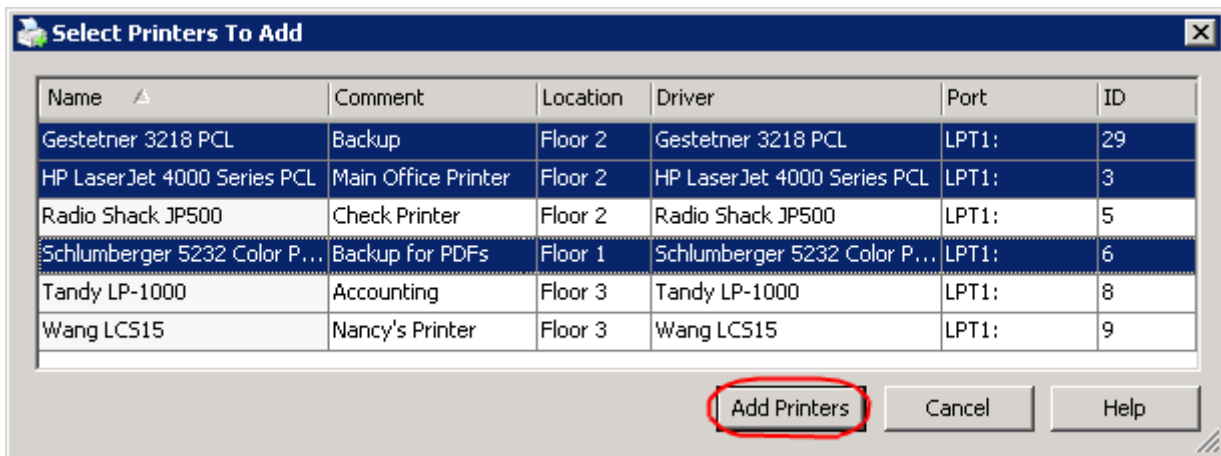 Select Printers To Add
Name Comment Location Driver Port ID
Gestetner 3218 PCL Backup Floor 2 Gestetner 3218 PCL LPT1: 29
HP LaserJet 4000 Series PCL Main Office Printer Floor 2 HP LaserJet 4000 Series PCL LPT1: 3
Radio Shack JP500 Check Printer Floor 2 Radio Shack JP500 LPT1: 5
Schlumberger 5232 Color P... Backup for PDFs Floor 1 Schlumberger 5232 Color P... LPT1: 6
Tandy LP-1000 Accounting Floor 3 Tandy LP-1000 LPT1: 8
Wang LCS15 Nancy's Printer Floor 3 Wang LCS15 LPT1: 9
Add Printers Cancel Help